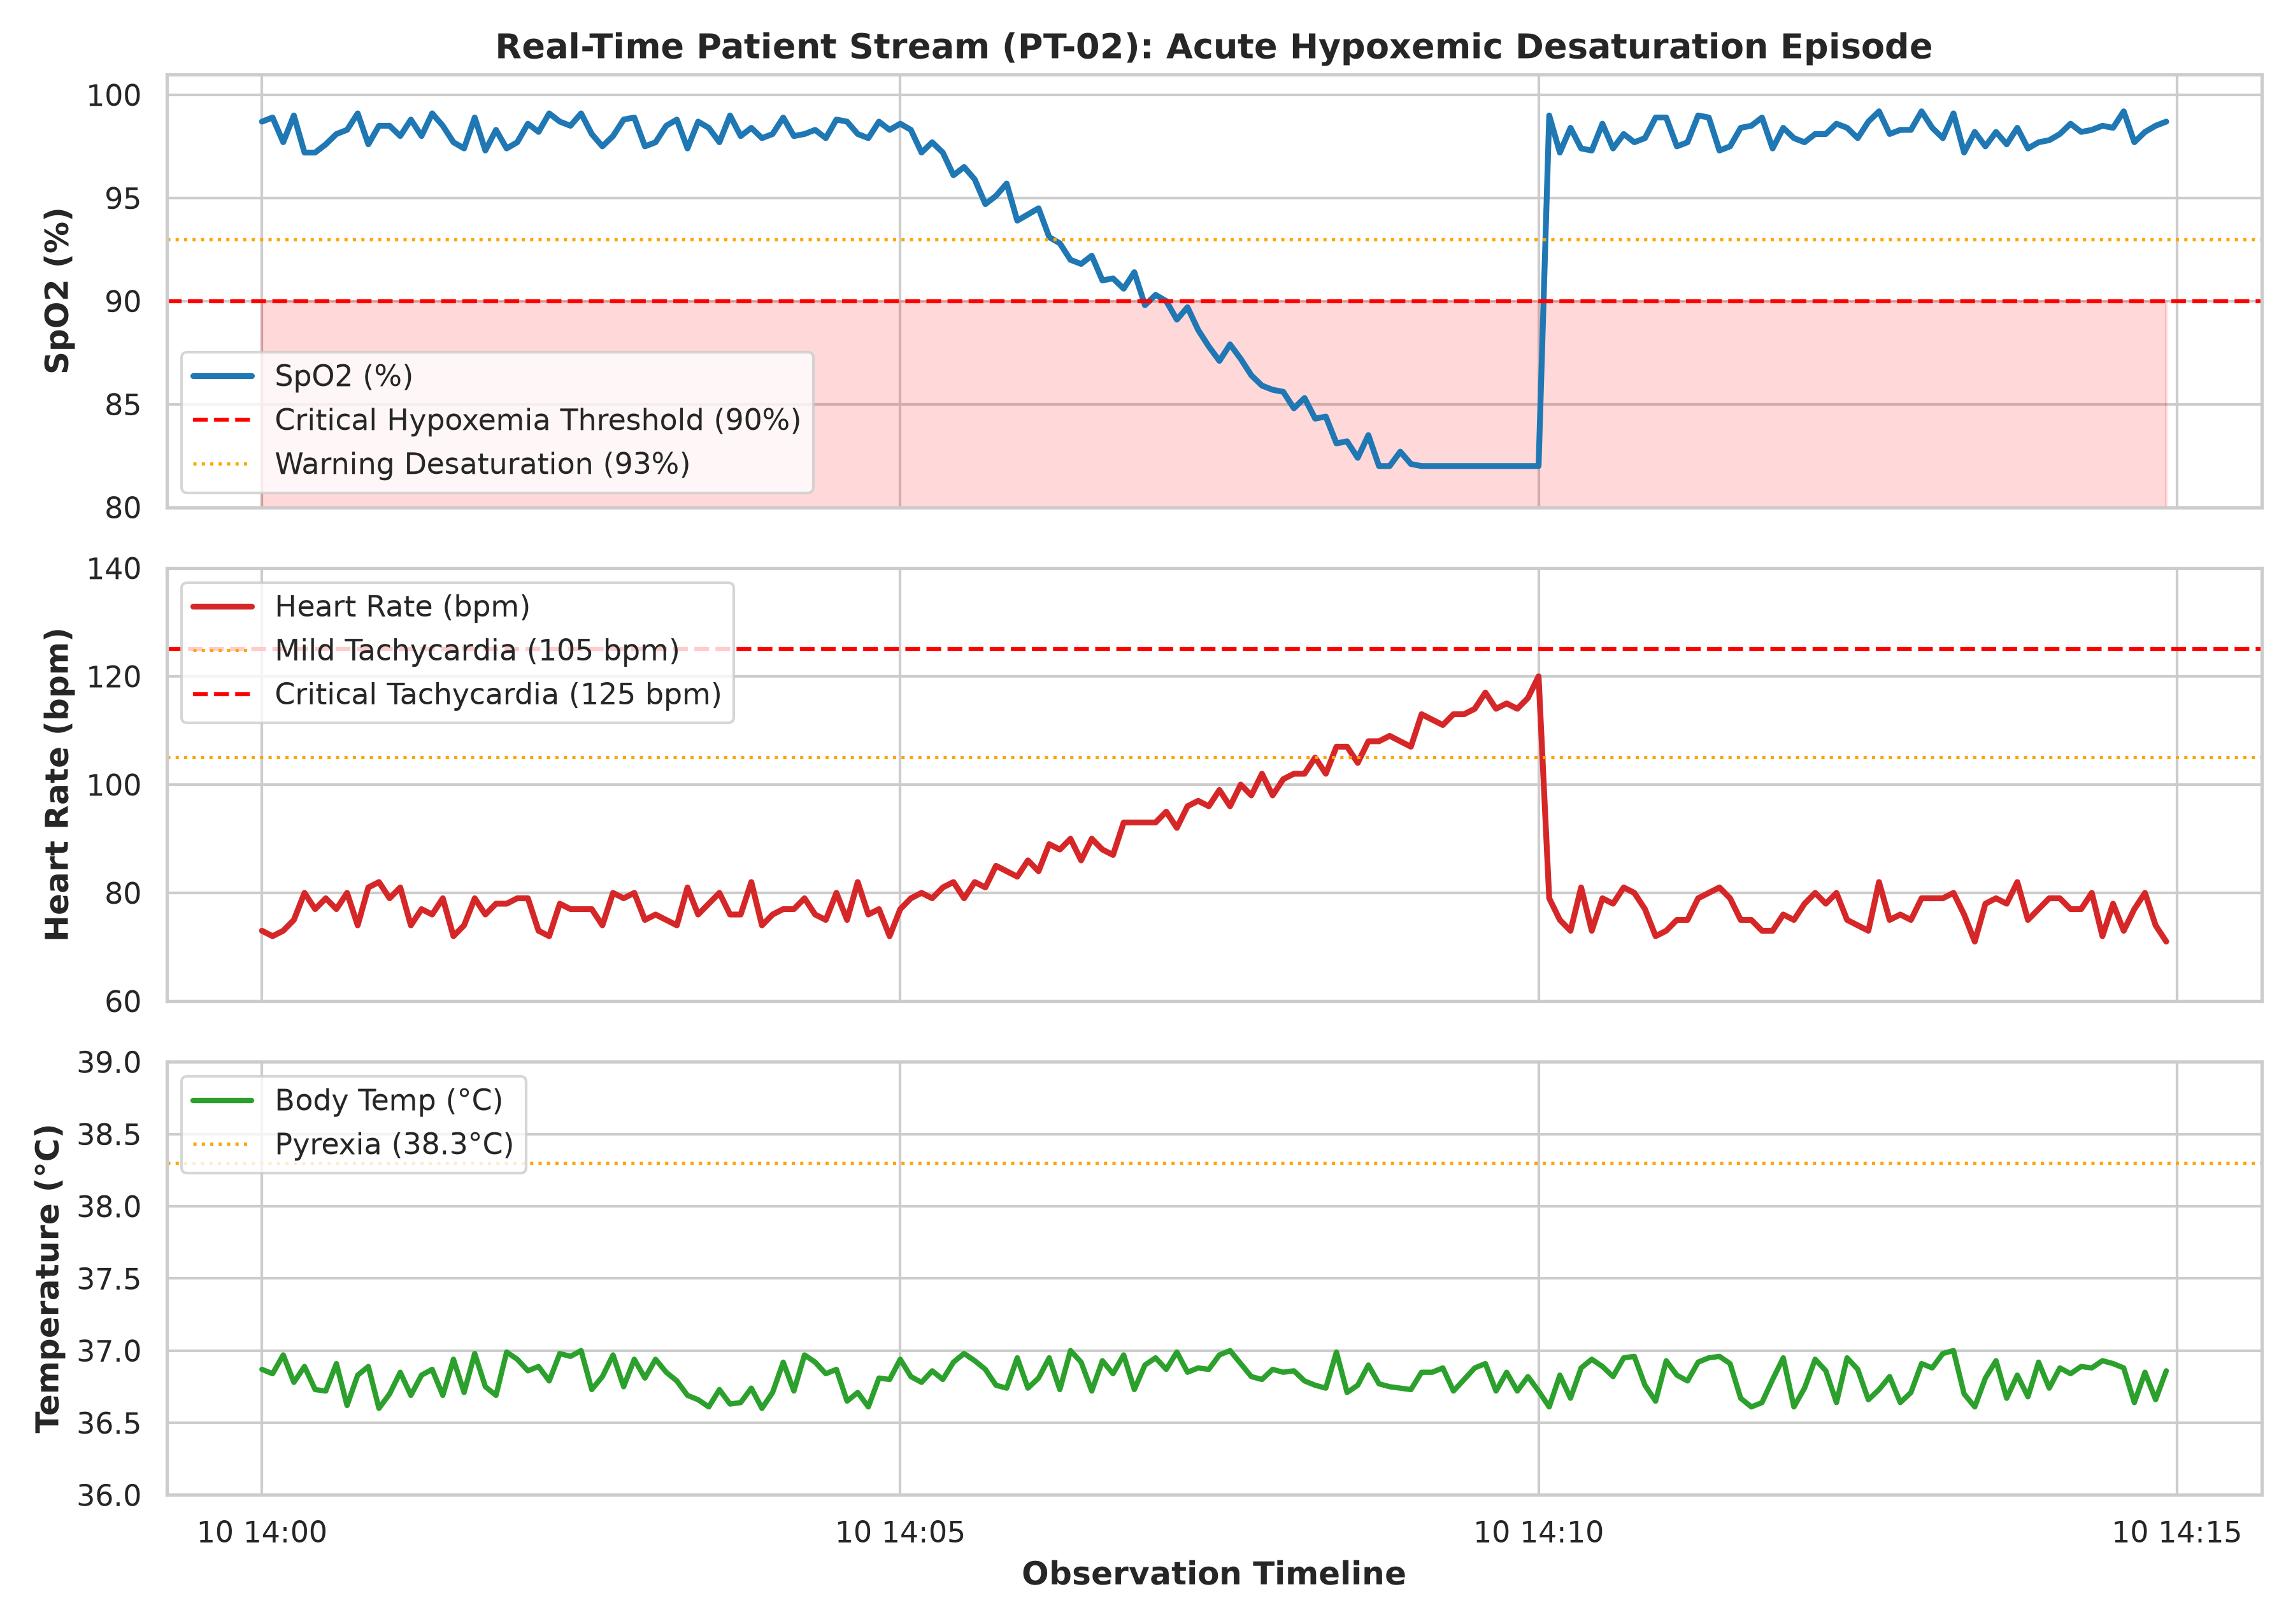 Real-Time Patient Stream (PT-02): Acute Hypoxemic Desaturation Episode
100
95
90
85
80
SpO2 (%)
SpO2 (%)
Critical Hypoxemia Threshold (90%)
Warning Desaturation (93%)
140
120
100
80
60
Heart Rate (bpm)
Heart Rate (bpm)
Mild Tachycardia (105 bpm)
Critical Tachycardia (125 bpm)
39.0
38.5
38.0
37.5
37.0
36.5
36.0
Temperature (°C)
Body Temp (°C)
Pyrexia (38.3°C)
10 14:00
10 14:05
10 14:10
10 14:15
Observation Timeline